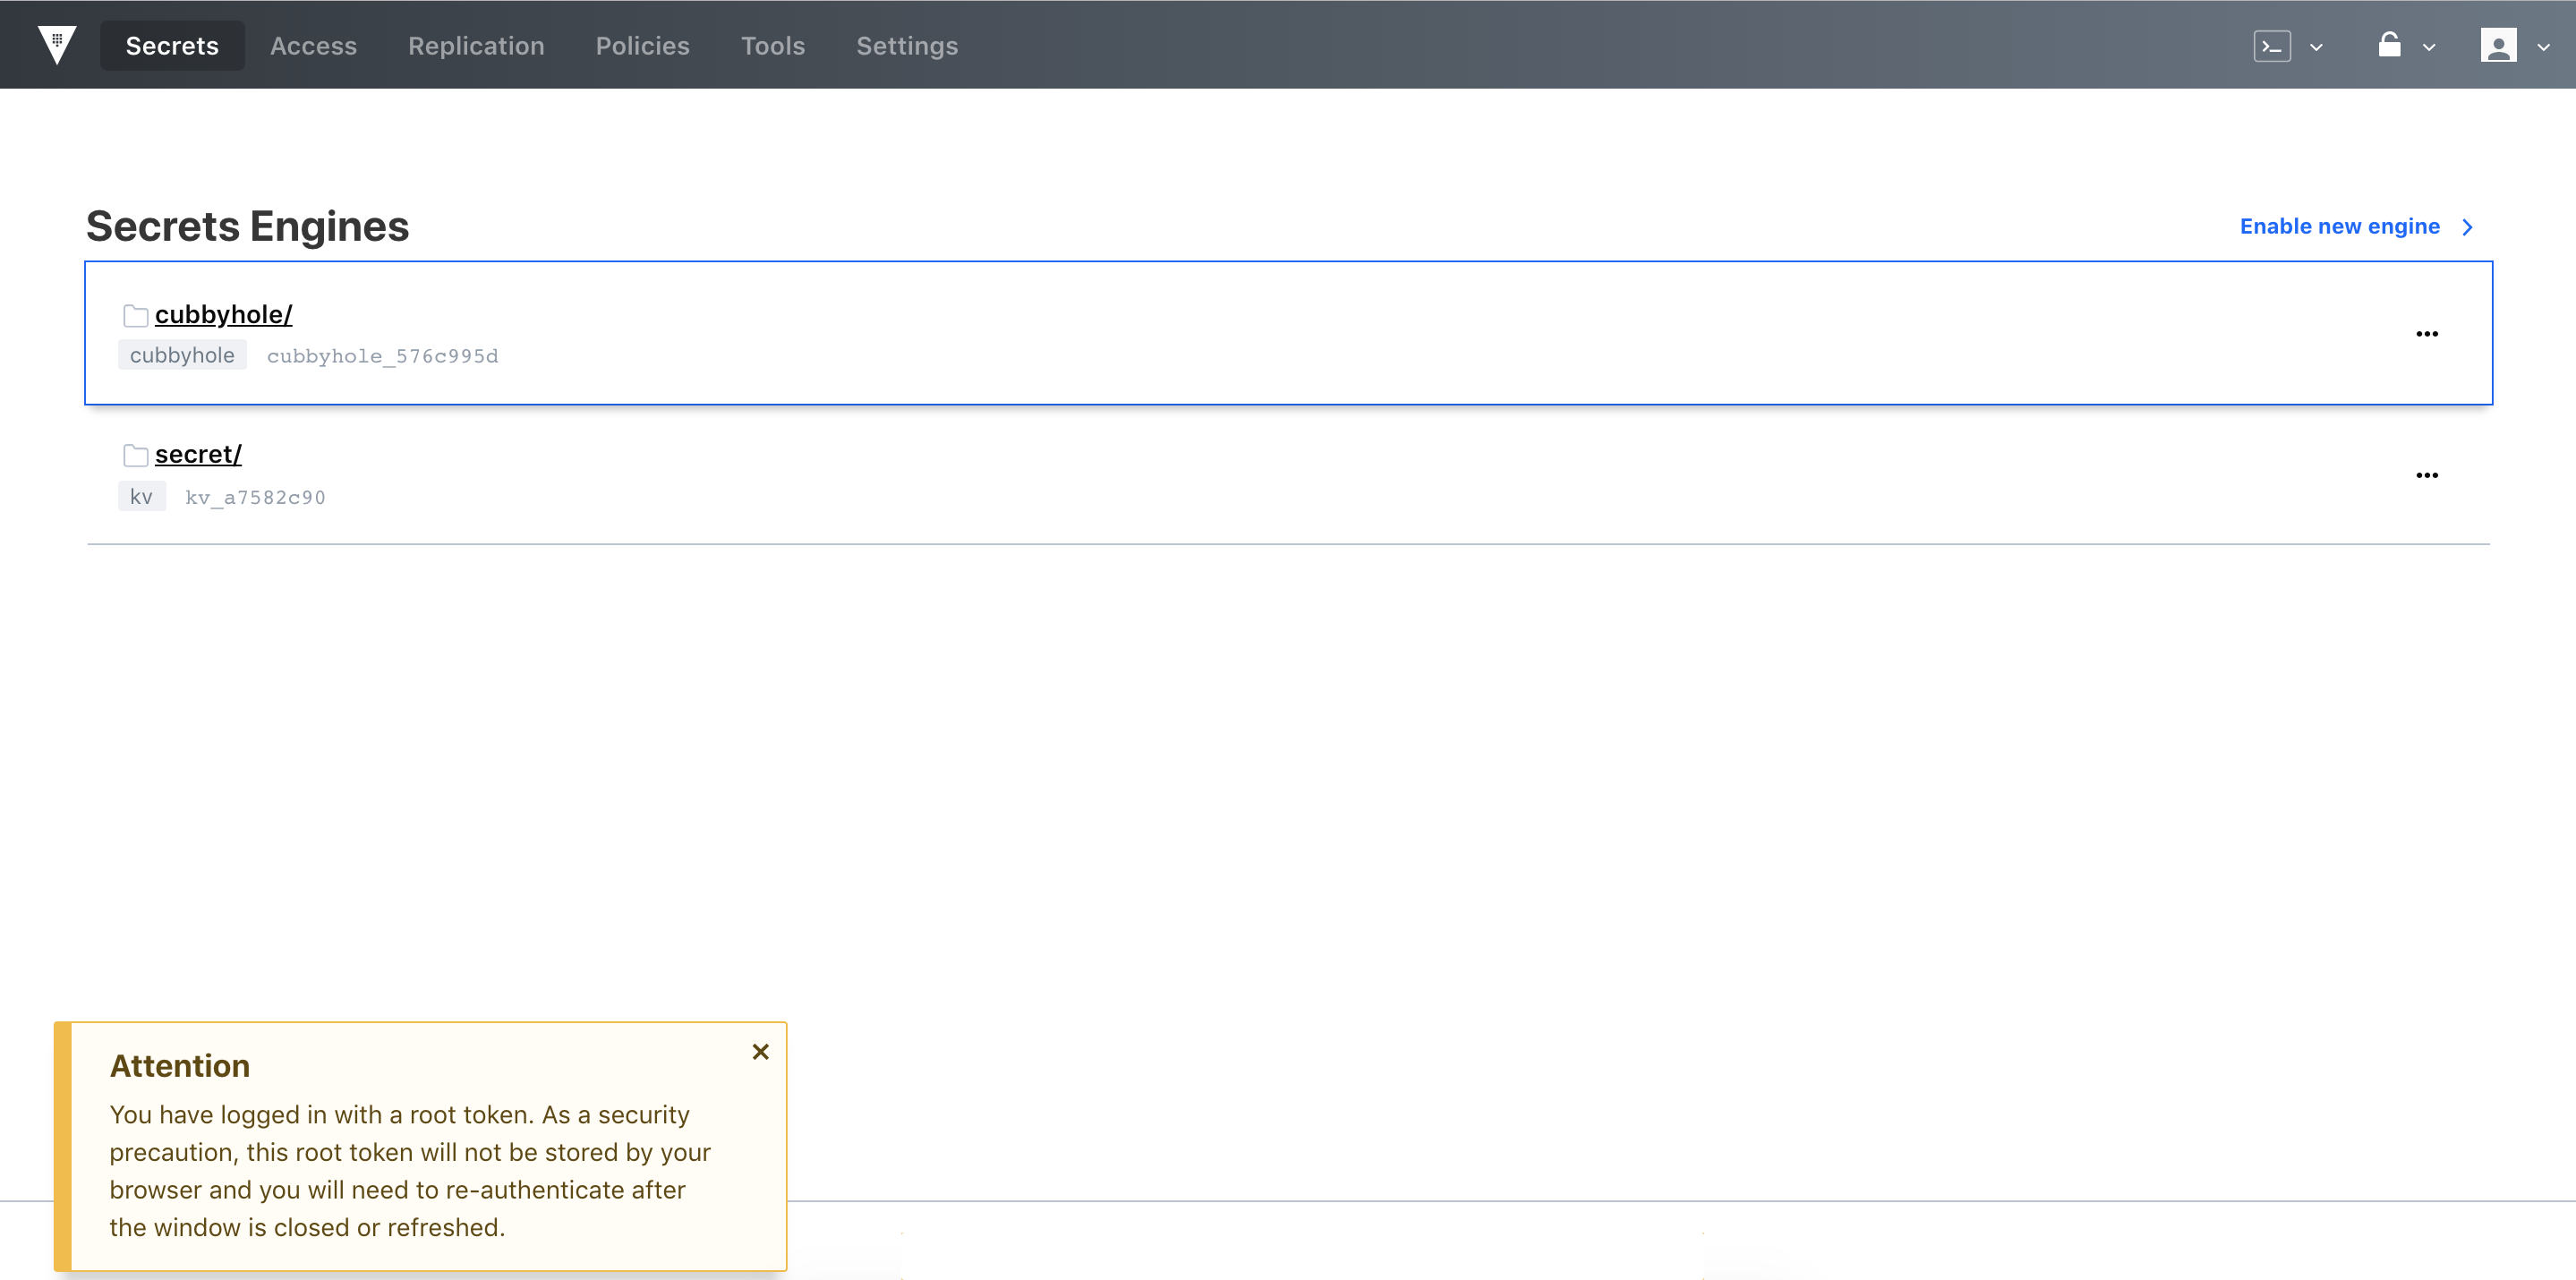 Secrets Access Replication Policies Tools Settings
Secrets Engines
Enable new engine
cubbyhole/
cubbyhole cubbyhole_576c995d
secret/
kv kv_a7582c90
Attention
You have logged in with a root token. As a security
precaution, this root token will not be stored by your
browser and you will need to re-authenticate after
the window is closed or refreshed.